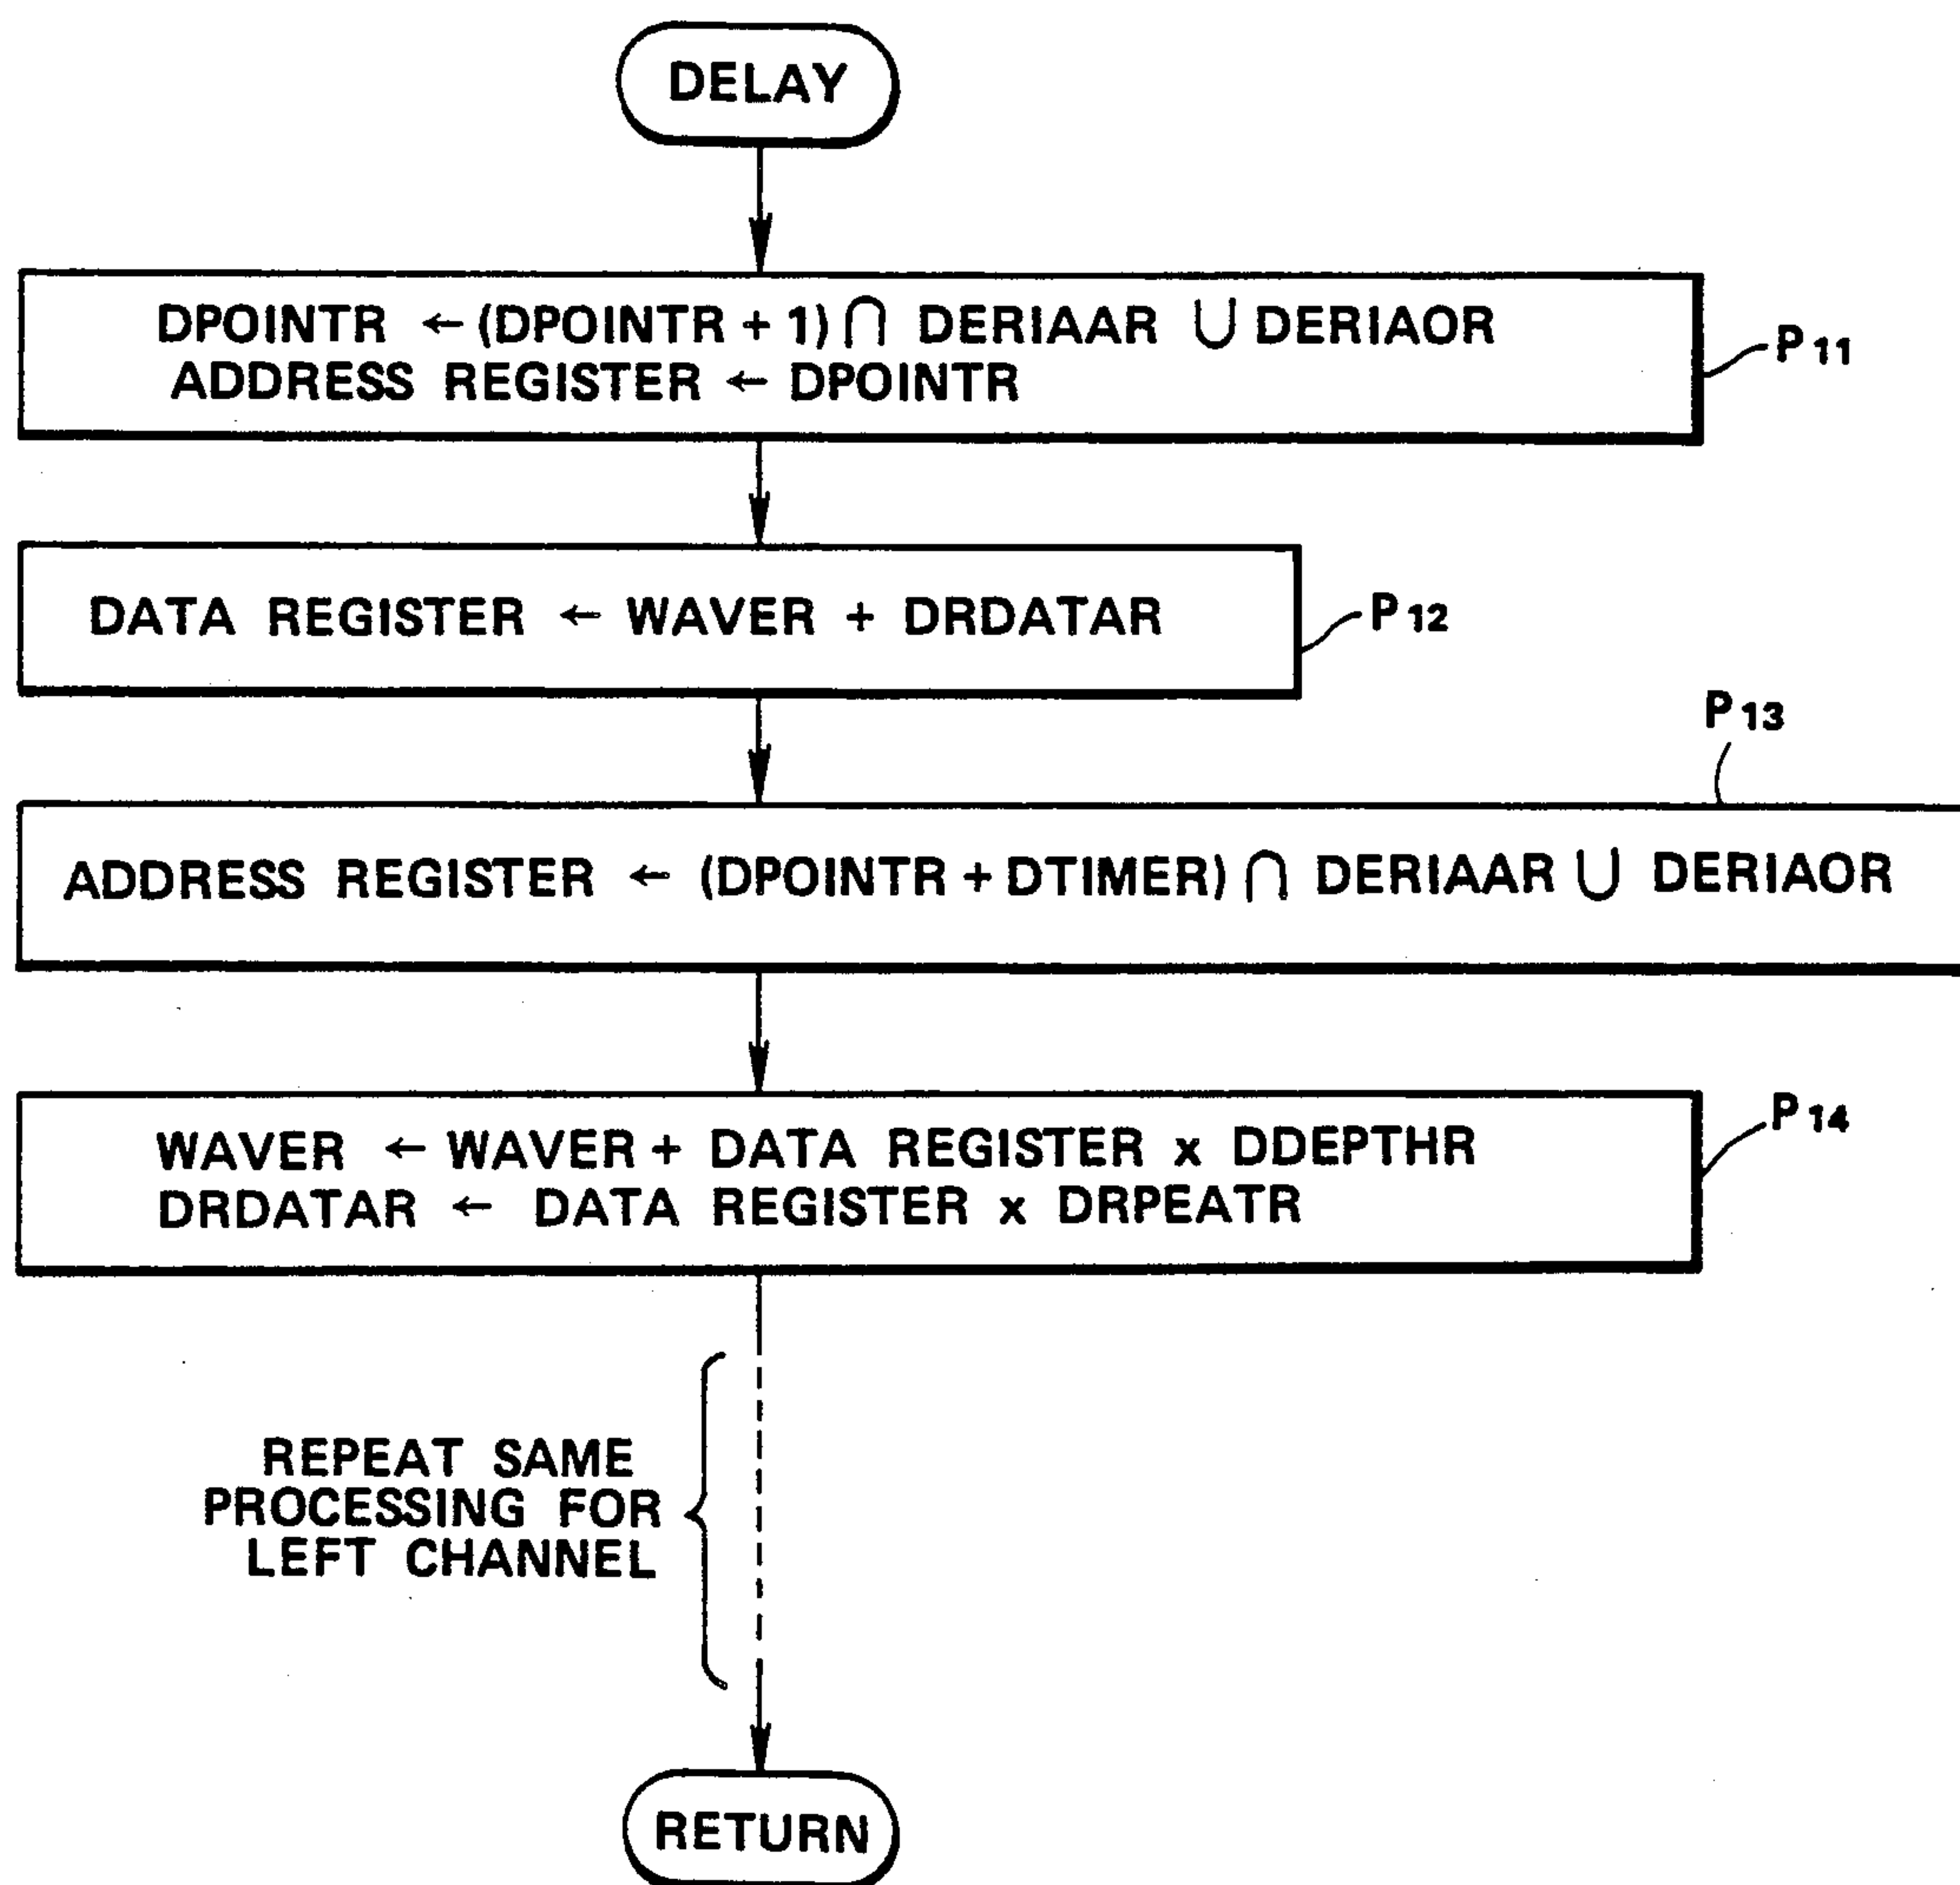 DELAY
DPOINTR ← (DPOINTR + 1) ∩ DERIAAR ∪ DERIAOR
ADDRESS REGISTER ← DPOINTR
P11
DATA REGISTER ← WAVER + DRDATAR
P12
P13
ADDRESS REGISTER ← (DPOINTR + DTIMER) ∩ DERIAAR ∪ DERIAOR
WAVER ← WAVER + DATA REGISTER x DDEPTHR
DRDATAR ← DATA REGISTER x DRPEATR
P14
REPEAT SAME
PROCESSING FOR
LEFT CHANNEL
RETURN